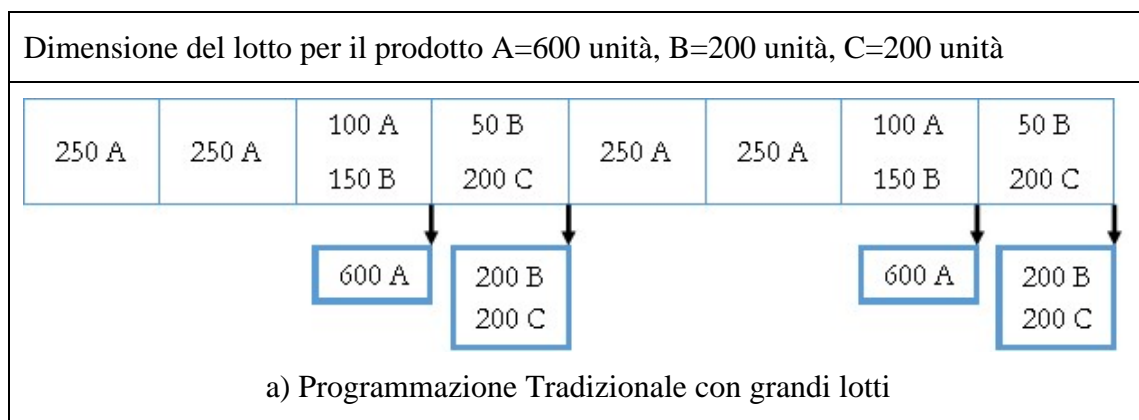 Dimensione del lotto per il prodotto A=600 unità, B=200 unità, C=200 unità
250 A 250 A 100 A 50 B 250 A 250 A 100 A 50 B
150 B 200 C 150 B 200 C
600 A 200 B 600 A 200 B
200 C 200 C
a) Programmazione Tradizionale con grandi lotti